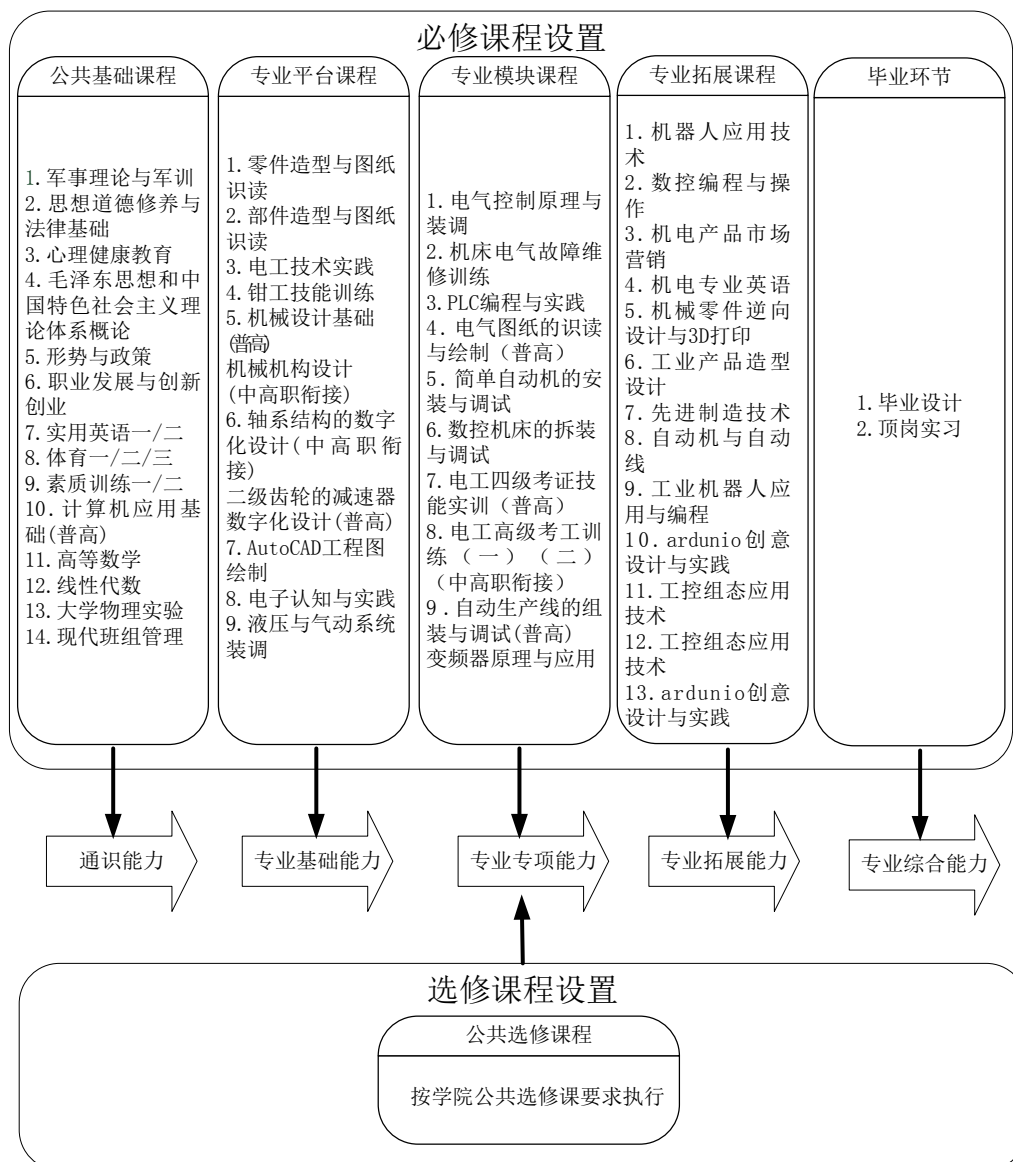 必修课程设置
公共基础课程
1.军事理论与军训
2.思想道德修养与
法律基础
3.心理健康教育
4.毛泽东思想和中
国特色社会主义理
论体系概论
5.形势与政策
6.职业发展与创新
创业
7.实用英语一/二
8.体育一/二/三
9.素质训练一/二
10.计算机应用基
础(普高)
11.高等数学
12.线性代数
13.大学物理实验
14.现代班组管理
专业平台课程
1.零件造型与图纸
识读
2.部件造型与图纸
识读
3.电工技术实践
4.钳工技能训练
5.机械设计基础
(普高)
机械机构设计
(中高职衔接)
6.轴系结构的数字
化设计(中高职衔
接)
二级齿轮的减速器
数字化设计(普高)
7.AutoCAD工程图
绘制
8.电子认知与实践
9.液压与气动系统
装调
专业模块课程
1.电气控制原理与
装调
2.机床电气故障维
修训练
3.PLC编程与实践
4.电气图纸的识读
与绘制（普高）
5.简单自动机的安
装与调试
6.数控机床的拆装
与调试
7.电工四级考证技
能实训（普高）
8.电工高级考工训
练（一）（二）
（中高职衔接）
9.自动生产线的组
装与调试(普高)
变频器原理与应用
专业拓展课程
1.机器人应用技
术
2.数控编程与操
作
3.机电产品市场
营销
4.机电专业英语
5.机械零件逆向
设计与3D打印
6.工业产品造型
设计
7.先进制造技术
8.自动机与自动
线
9.工业机器人应
用与编程
10.ardunio创意
设计与实践
11.工控组态应用
技术
12.工控组态应用
技术
13.ardunio创意
设计与实践
毕业环节
1.毕业设计
2.顶岗实习
通识能力
专业基础能力
专业专项能力
专业拓展能力
专业综合能力
选修课程设置
公共选修课程
按学院公共选修课要求执行